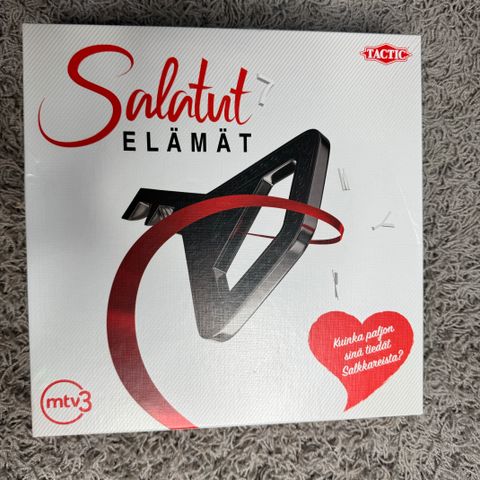 TACTIC
Salatut
ELÄMÄT
Kuinka paljon
sinä tiedät
Salkkareista?
mtv3